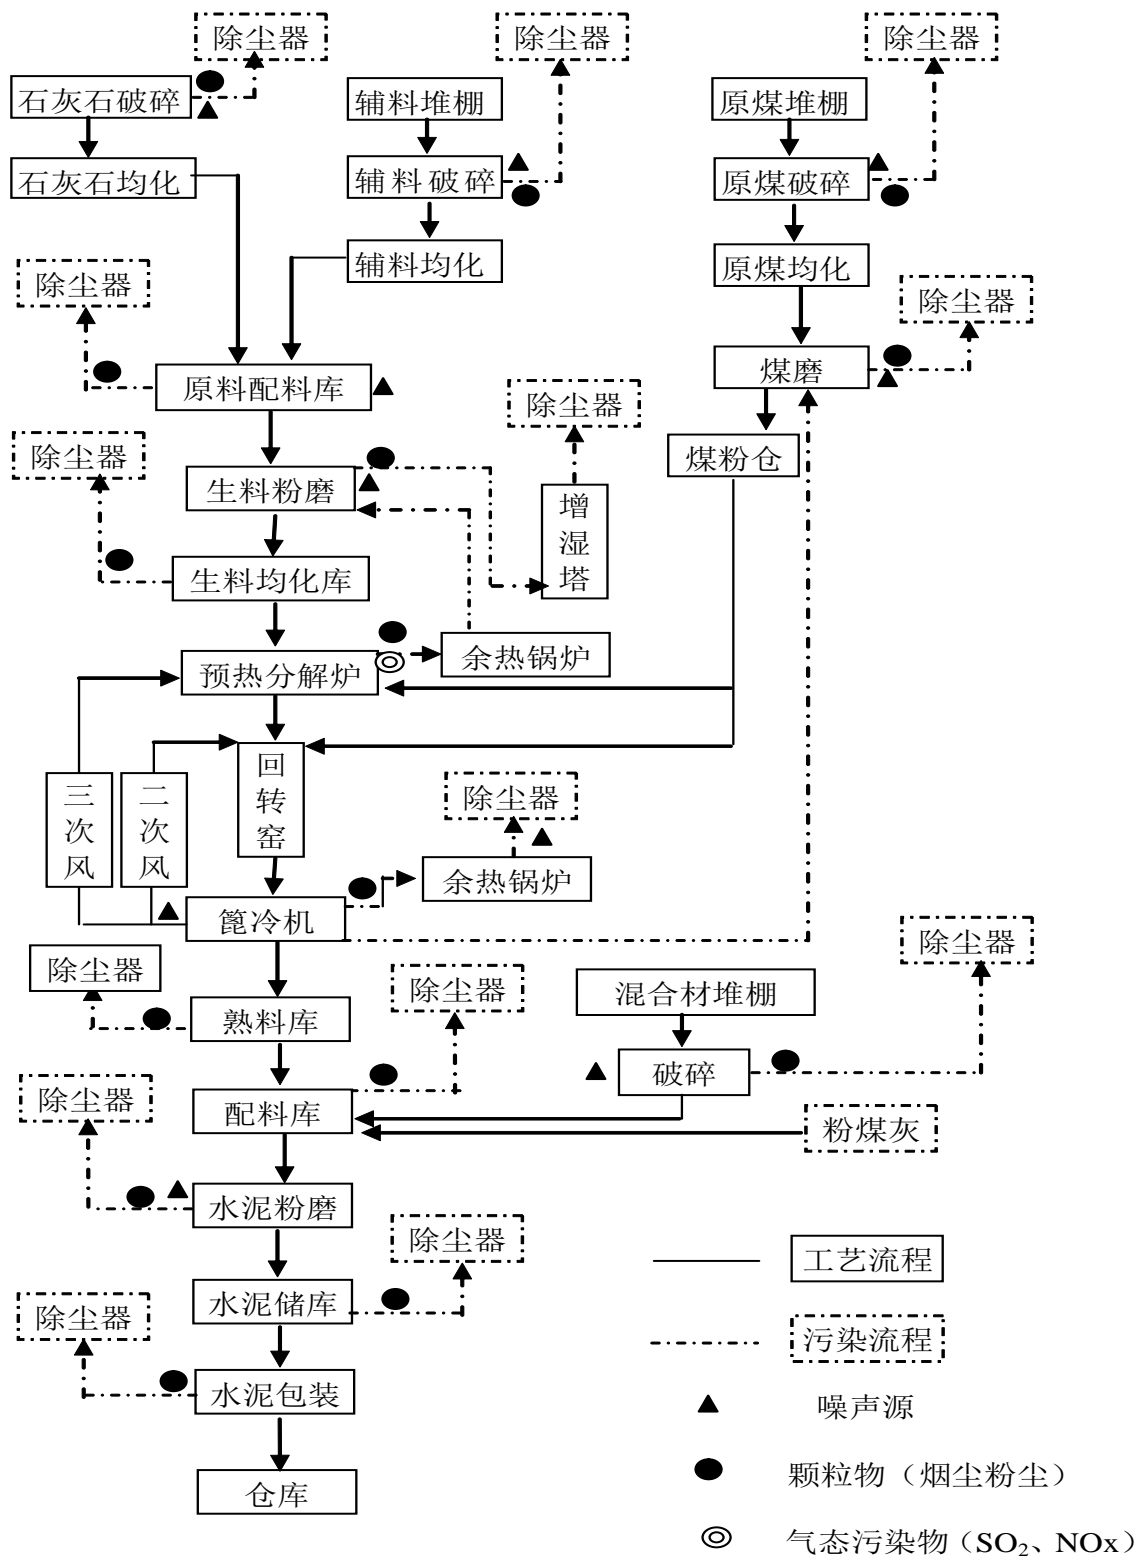 除尘器
除尘器
除尘器
石灰石破碎
辅料堆棚
原煤堆棚
石灰石均化
辅料破碎
原煤破碎
辅料均化
原煤均化
除尘器
除尘器
原料配料库
煤磨
除尘器
除尘器
煤粉仓
生料粉磨
增湿塔
生料均化库
余热锅炉
预热分解炉
回转窑
三次风
二次风
除尘器
余热锅炉
篦冷机
除尘器
除尘器
除尘器
混合材堆棚
熟料库
破碎
除尘器
配料库
粉煤灰
水泥粉磨
除尘器
工艺流程
水泥储库
除尘器
污染流程
水泥包装
噪声源
颗粒物（烟尘粉尘）
仓库
气态污染物（SO₂、NOx）